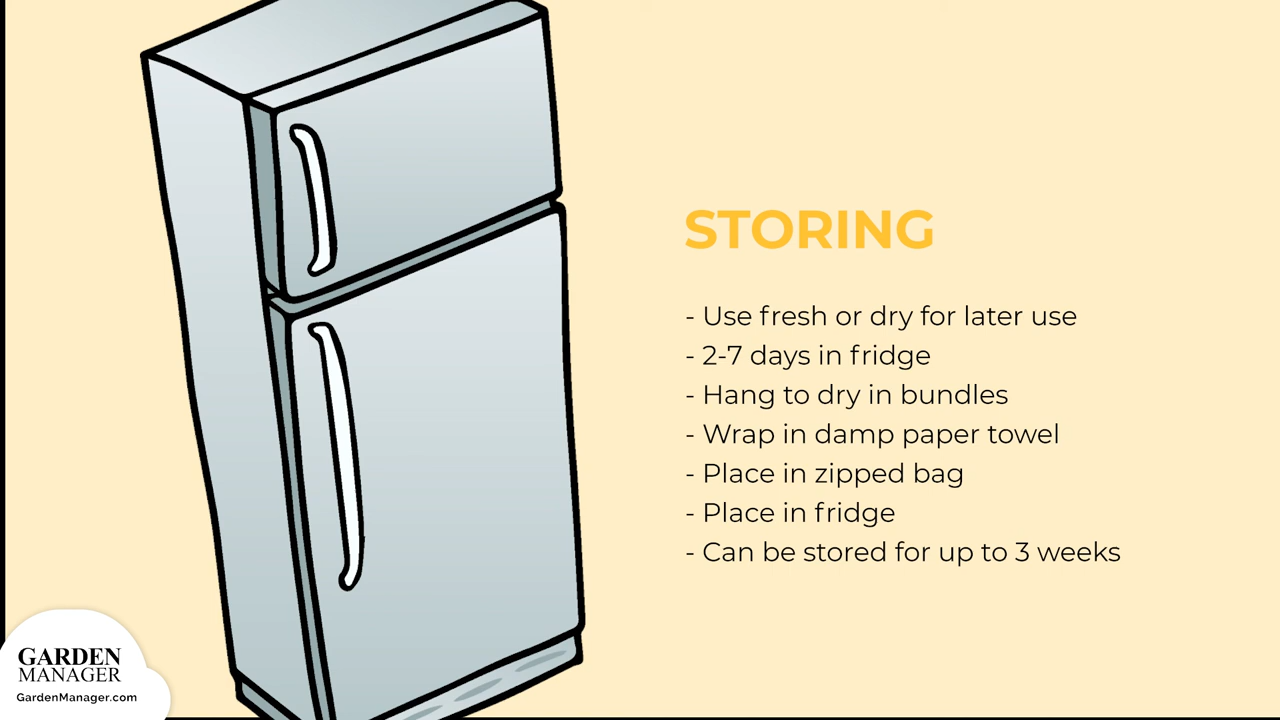 STORING
- Use fresh or dry for later use
- 2-7 days in fridge
- Hang to dry in bundles
- Wrap in damp paper towel
- Place in zipped bag
- Place in fridge
- Can be stored for up to 3 weeks
GARDEN
MANAGER
GardenManager.com